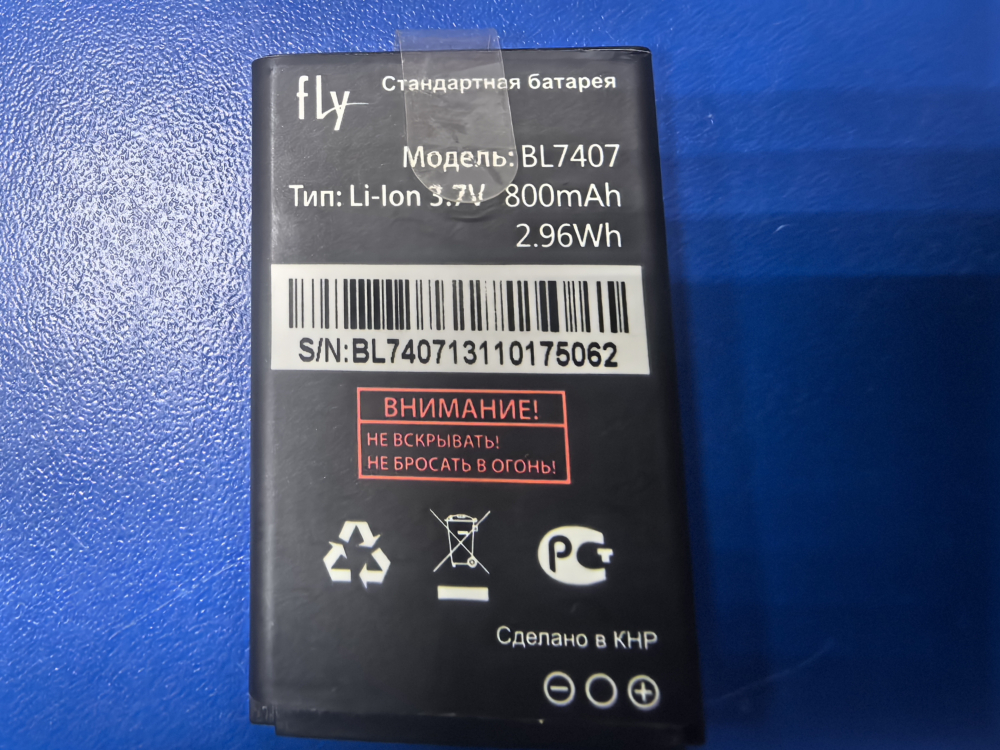 fly
Стандартная батарея
Модель: BL7407
Тип: Li-Ion 3.7V 800mAh
2.96Wh
S/N:BL740713110175062
ВНИМАНИЕ!
НЕ ВСКРЫВАТЬ!
НЕ БРОСАТЬ В ОГОНЬ!
РСТ
Сделано в КНР